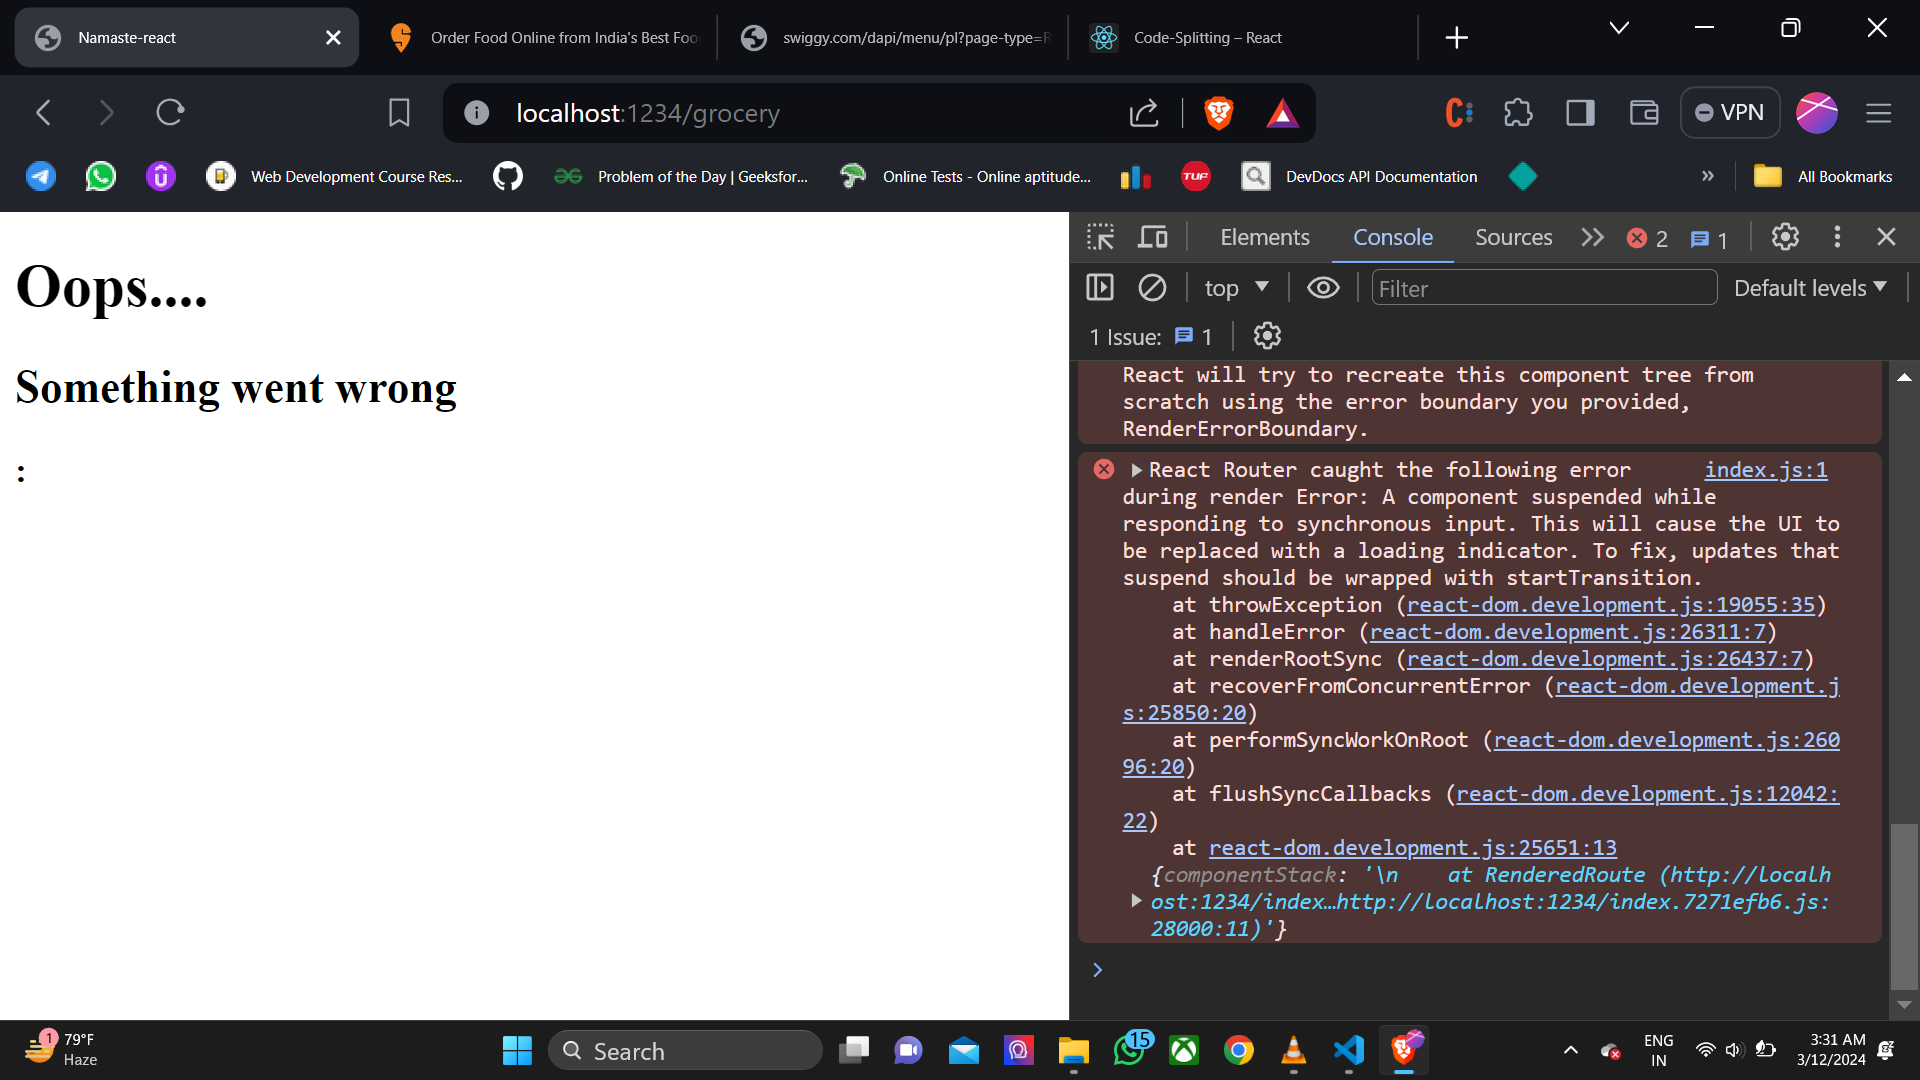 Namaste-react
Order Food Online from India's Best Foo
swiggy.com/dapi/menu/pl?page-type=R
Code-Splitting – React
localhost:1234/grocery
VPN
Web Development Course Res...
Problem of the Day | Geeksfor...
Online Tests - Online aptitude...
TUF
DevDocs API Documentation
»
All Bookmarks
Oops....
Something went wrong
:
Elements
Console
Sources
2
1
top
Filter
Default levels
1 Issue:
1
React will try to recreate this component tree from
scratch using the error boundary you provided,
RenderErrorBoundary.
React Router caught the following error
index.js:1
during render Error: A component suspended while
responding to synchronous input. This will cause the UI to
be replaced with a loading indicator. To fix, updates that
suspend should be wrapped with startTransition.
at throwException (react-dom.development.js:19055:35)
at handleError (react-dom.development.js:26311:7)
at renderRootSync (react-dom.development.js:26437:7)
at recoverFromConcurrentError (react-dom.development.j
s:25850:20)
at performSyncWorkOnRoot (react-dom.development.js:260
96:20)
at flushSyncCallbacks (react-dom.development.js:12042:
22)
at react-dom.development.js:25651:13
{componentStack: '\n    at RenderedRoute (http://localh
ost:1234/index…http://localhost:1234/index.7271efb6.js:
28000:11)'}
1
79°F
Haze
Search
15
ENG
IN
3:31 AM
3/12/2024